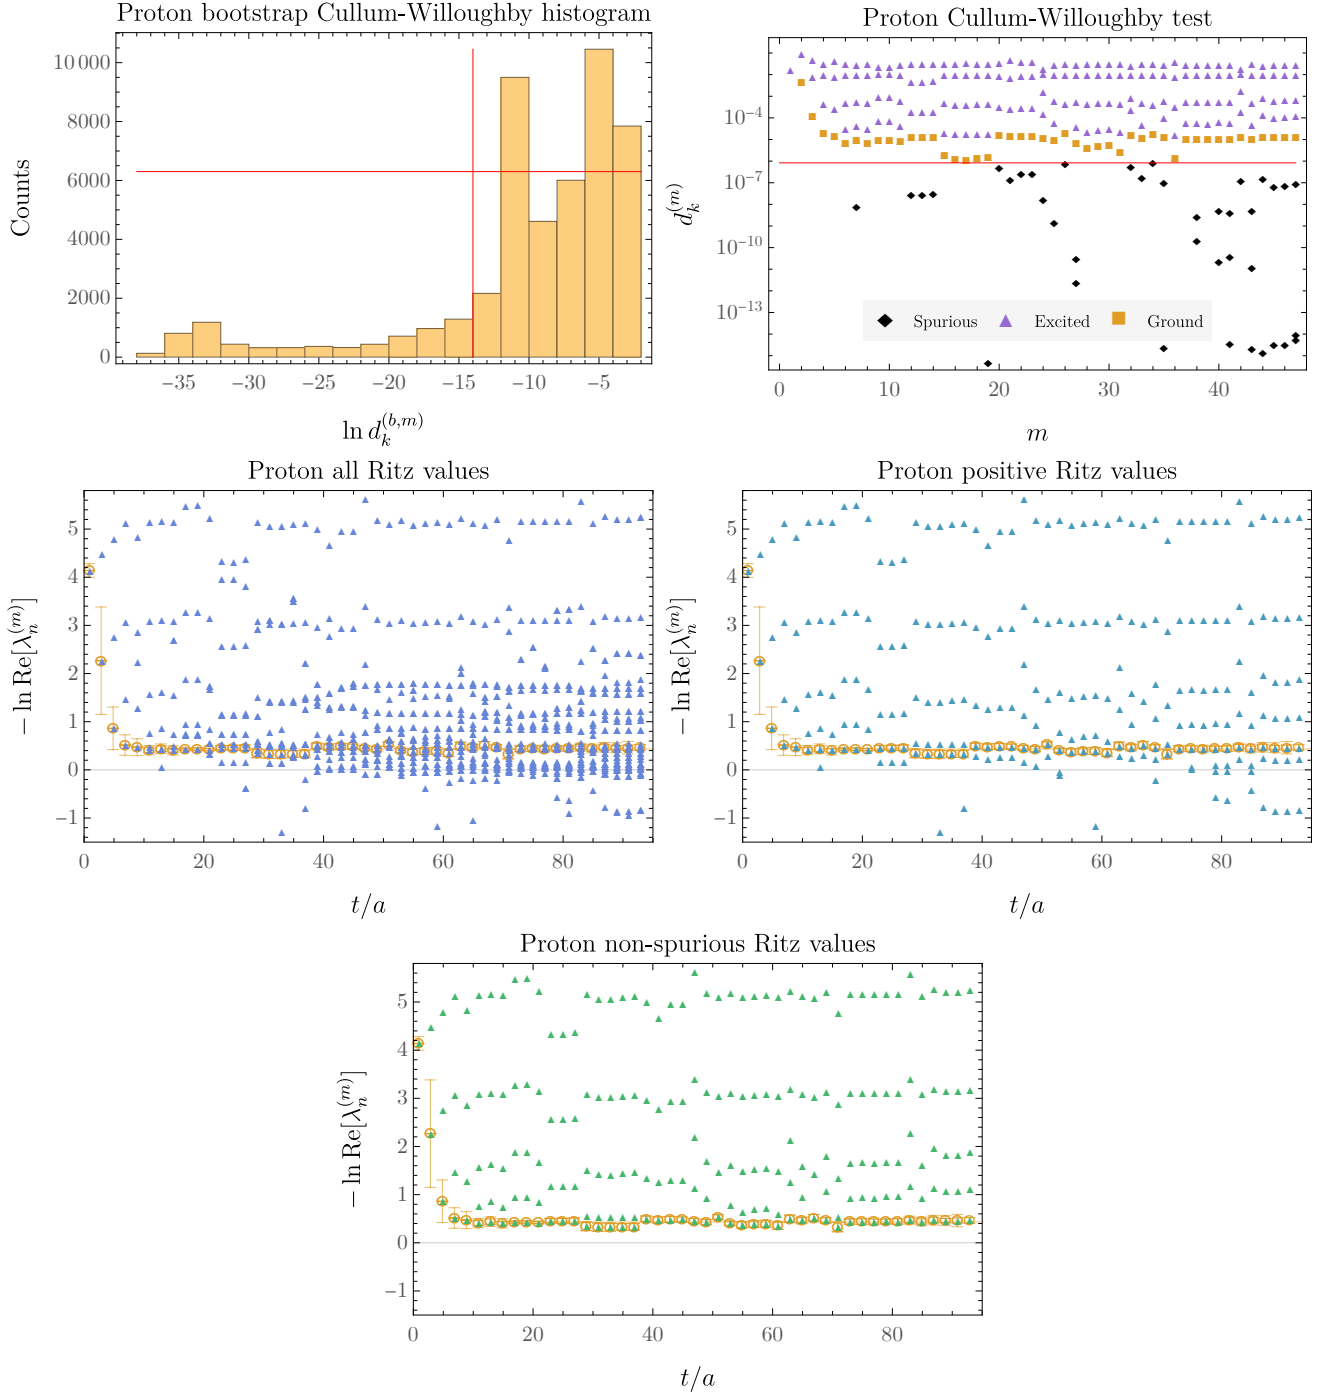 Proton bootstrap Cullum-Willoughby histogram
Counts
10 000
8000
6000
4000
2000
0
−35 −30 −25 −20 −15 −10 −5
ln d_k^{(b,m)}
Proton Cullum-Willoughby test
d_k^{(m)}
10^{−4}
10^{−7}
10^{−10}
10^{−13}
Spurious Excited Ground
0 10 20 30 40
m
Proton all Ritz values
− ln Re[λ_n^{(m)}]
5
4
3
2
1
0
−1
0 20 40 60 80
t/a
Proton positive Ritz values
− ln Re[λ_n^{(m)}]
5
4
3
2
1
0
−1
0 20 40 60 80
t/a
Proton non-spurious Ritz values
− ln Re[λ_n^{(m)}]
5
4
3
2
1
0
−1
0 20 40 60 80
t/a